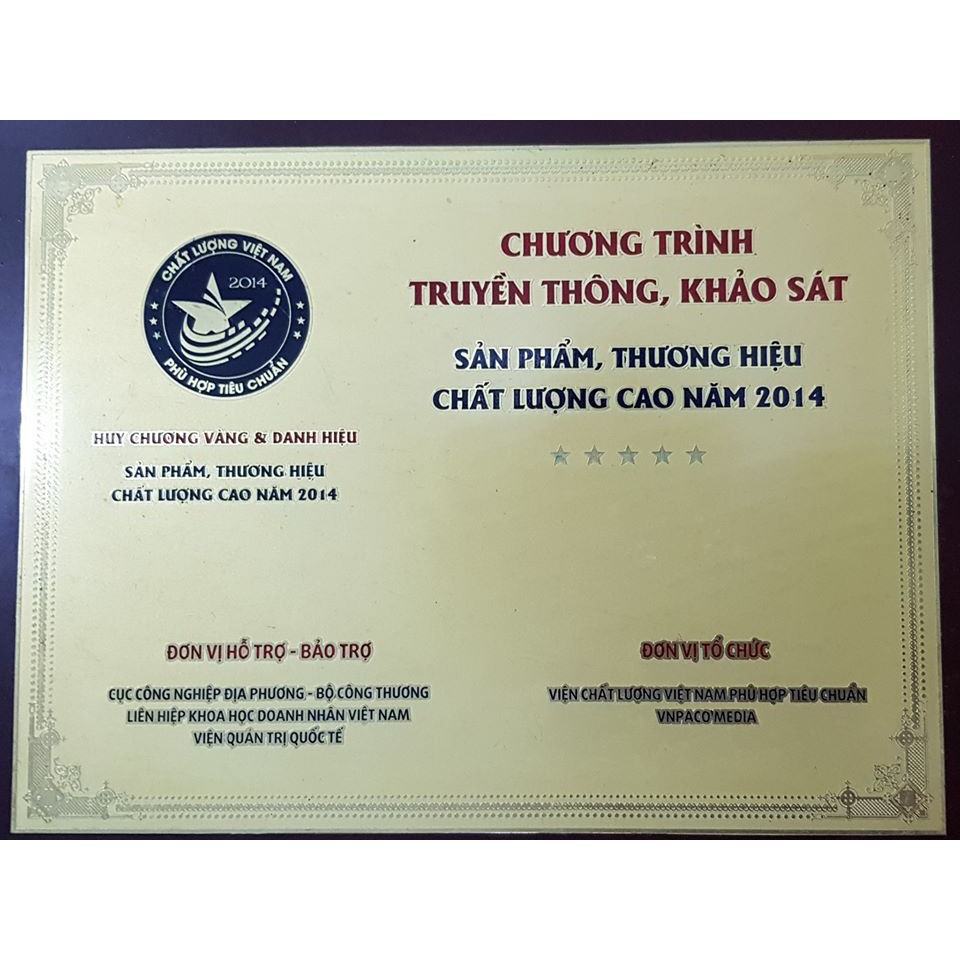 CHẤT LƯỢNG VIỆT NAM
2014
PHÙ HỢP TIÊU CHUẨN
HUY CHƯƠNG VÀNG & DANH HIỆU
SẢN PHẨM, THƯƠNG HIỆU
CHẤT LƯỢNG CAO NĂM 2014
CHƯƠNG TRÌNH
TRUYỀN THÔNG, KHẢO SÁT
SẢN PHẨM, THƯƠNG HIỆU
CHẤT LƯỢNG CAO NĂM 2014
ĐƠN VỊ HỖ TRỢ - BẢO TRỢ
CỤC CÔNG NGHIỆP ĐỊA PHƯƠNG - BỘ CÔNG THƯƠNG
LIÊN HIỆP KHOA HỌC DOANH NHÂN VIỆT NAM
VIỆN QUẢN TRỊ QUỐC TẾ
ĐƠN VỊ TỔ CHỨC
VIỆN CHẤT LƯỢNG VIỆT NAM PHÙ HỢP TIÊU CHUẨN
VNPACO MEDIA